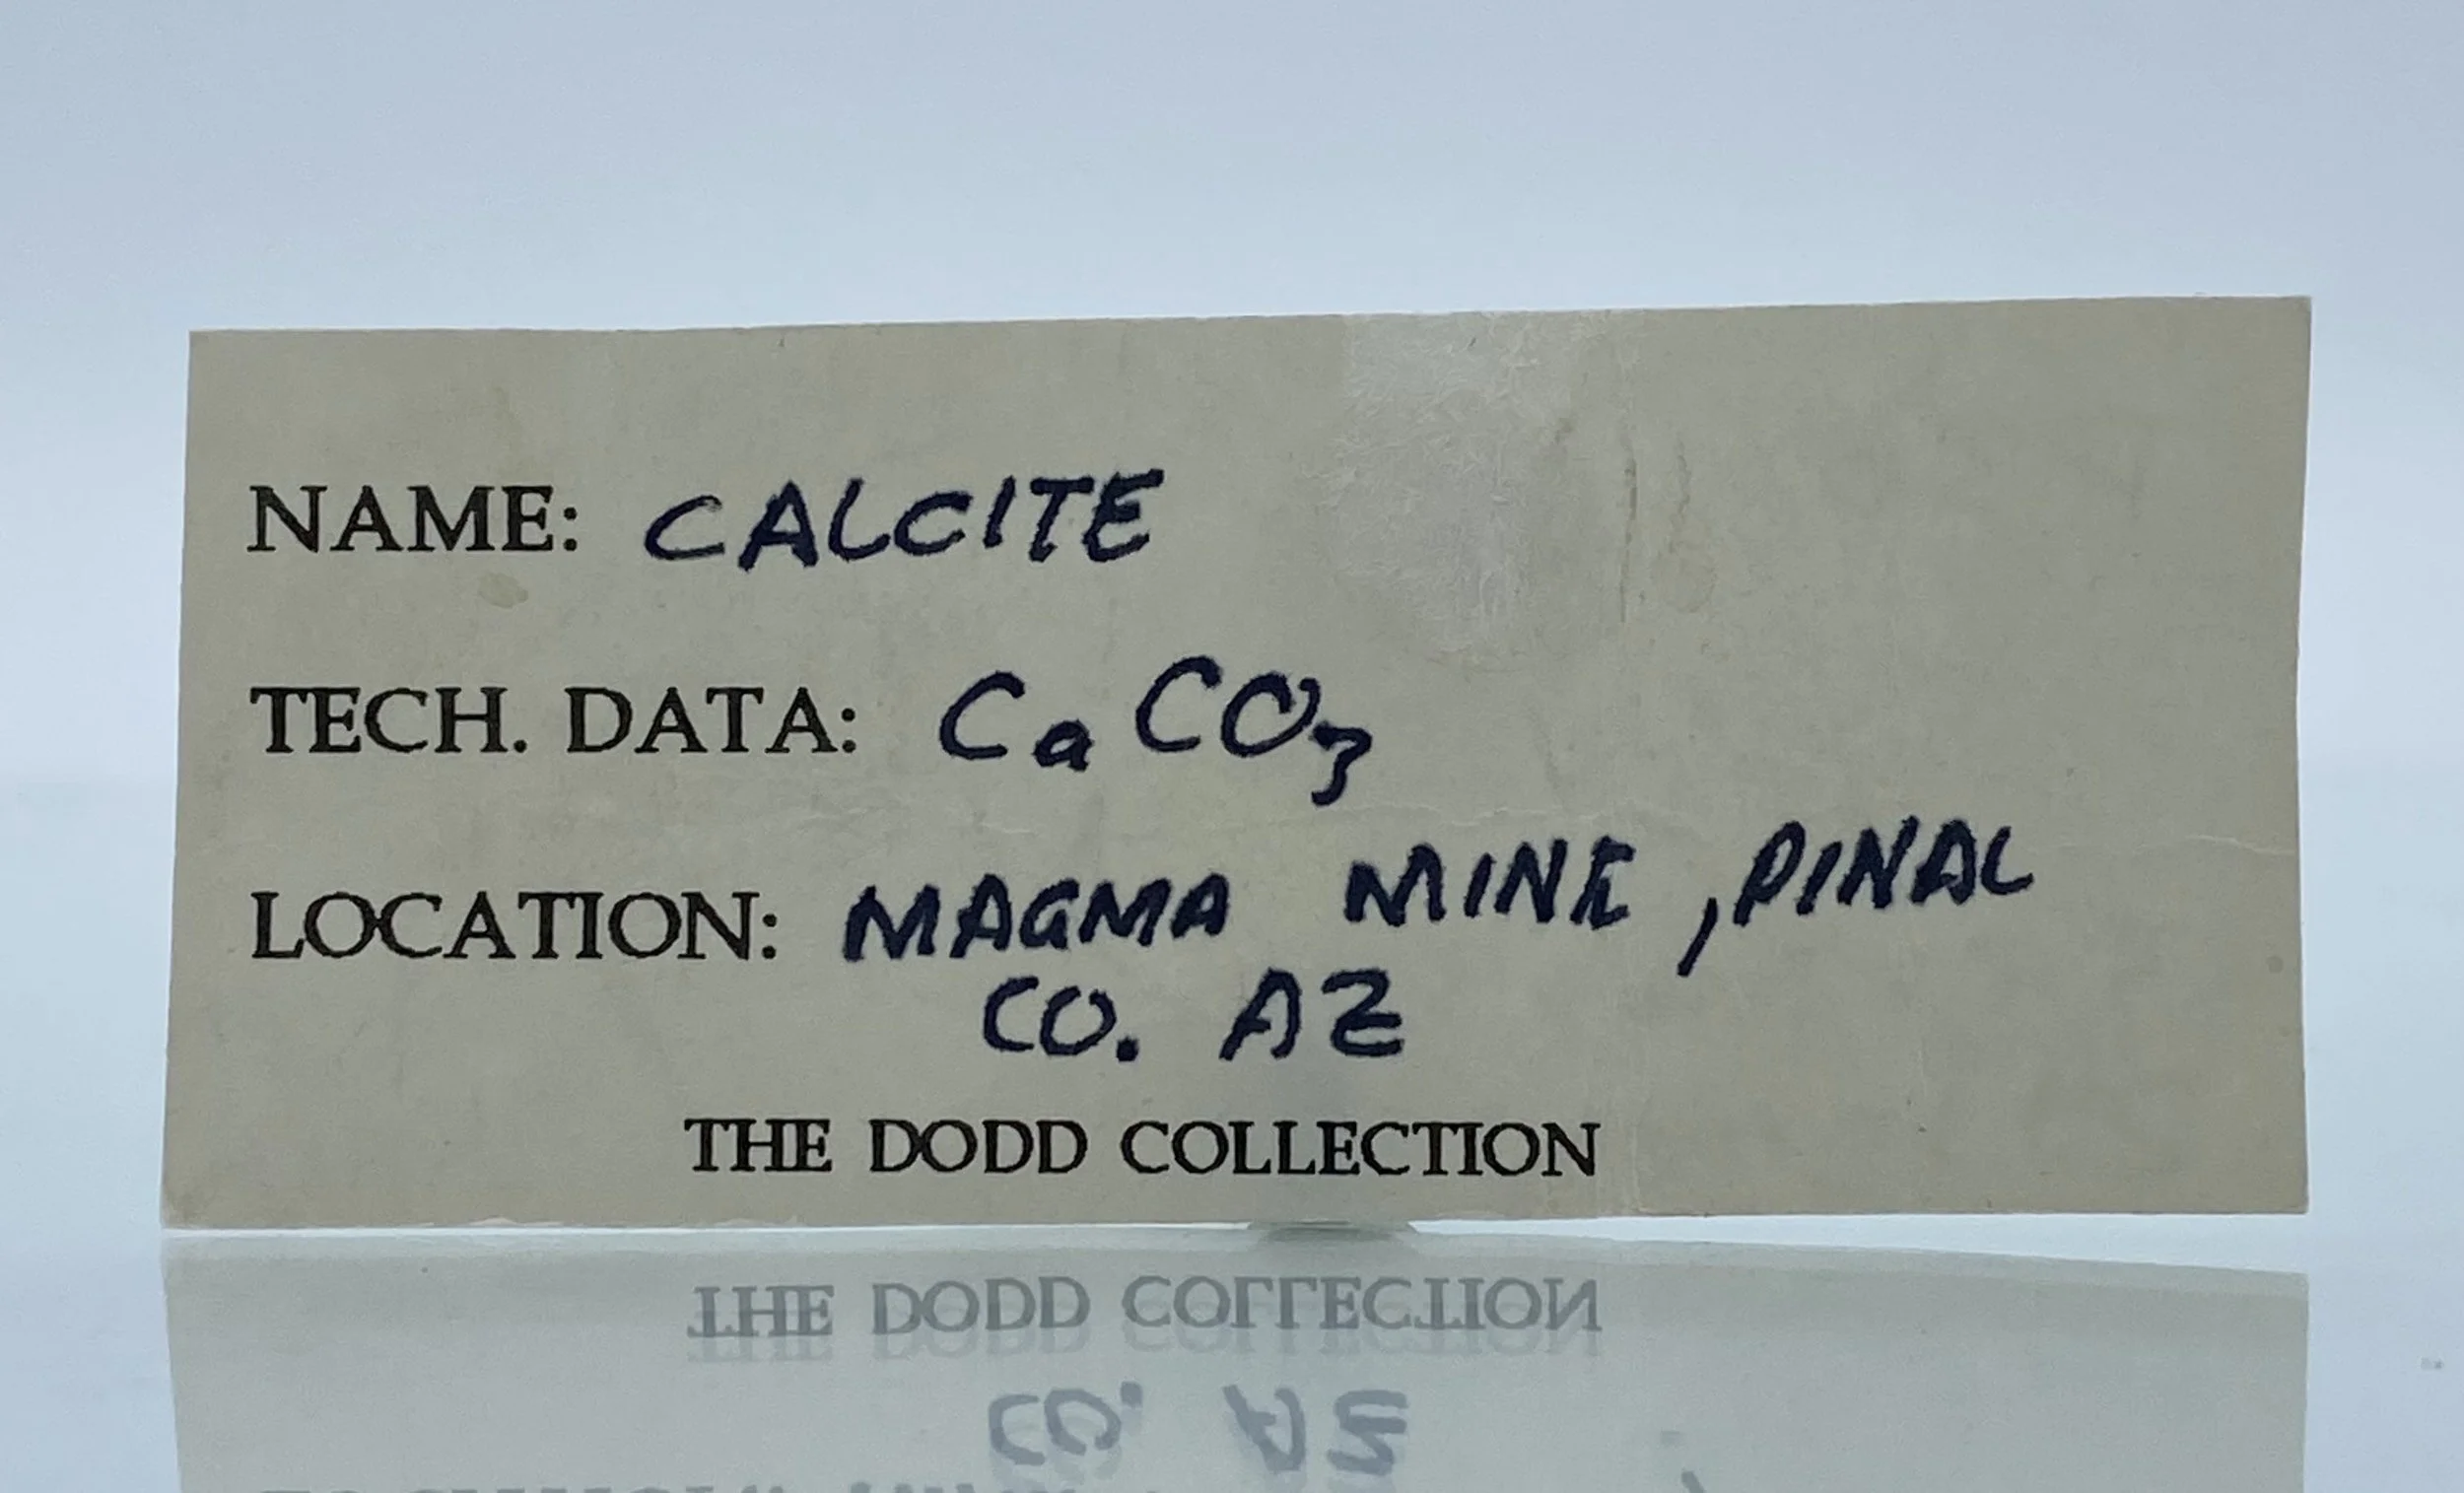 NAME: CALCITE
TECH. DATA: CaCO₃
LOCATION: MAGMA MINE, PINAL
CO. AZ
THE DODD COLLECTION